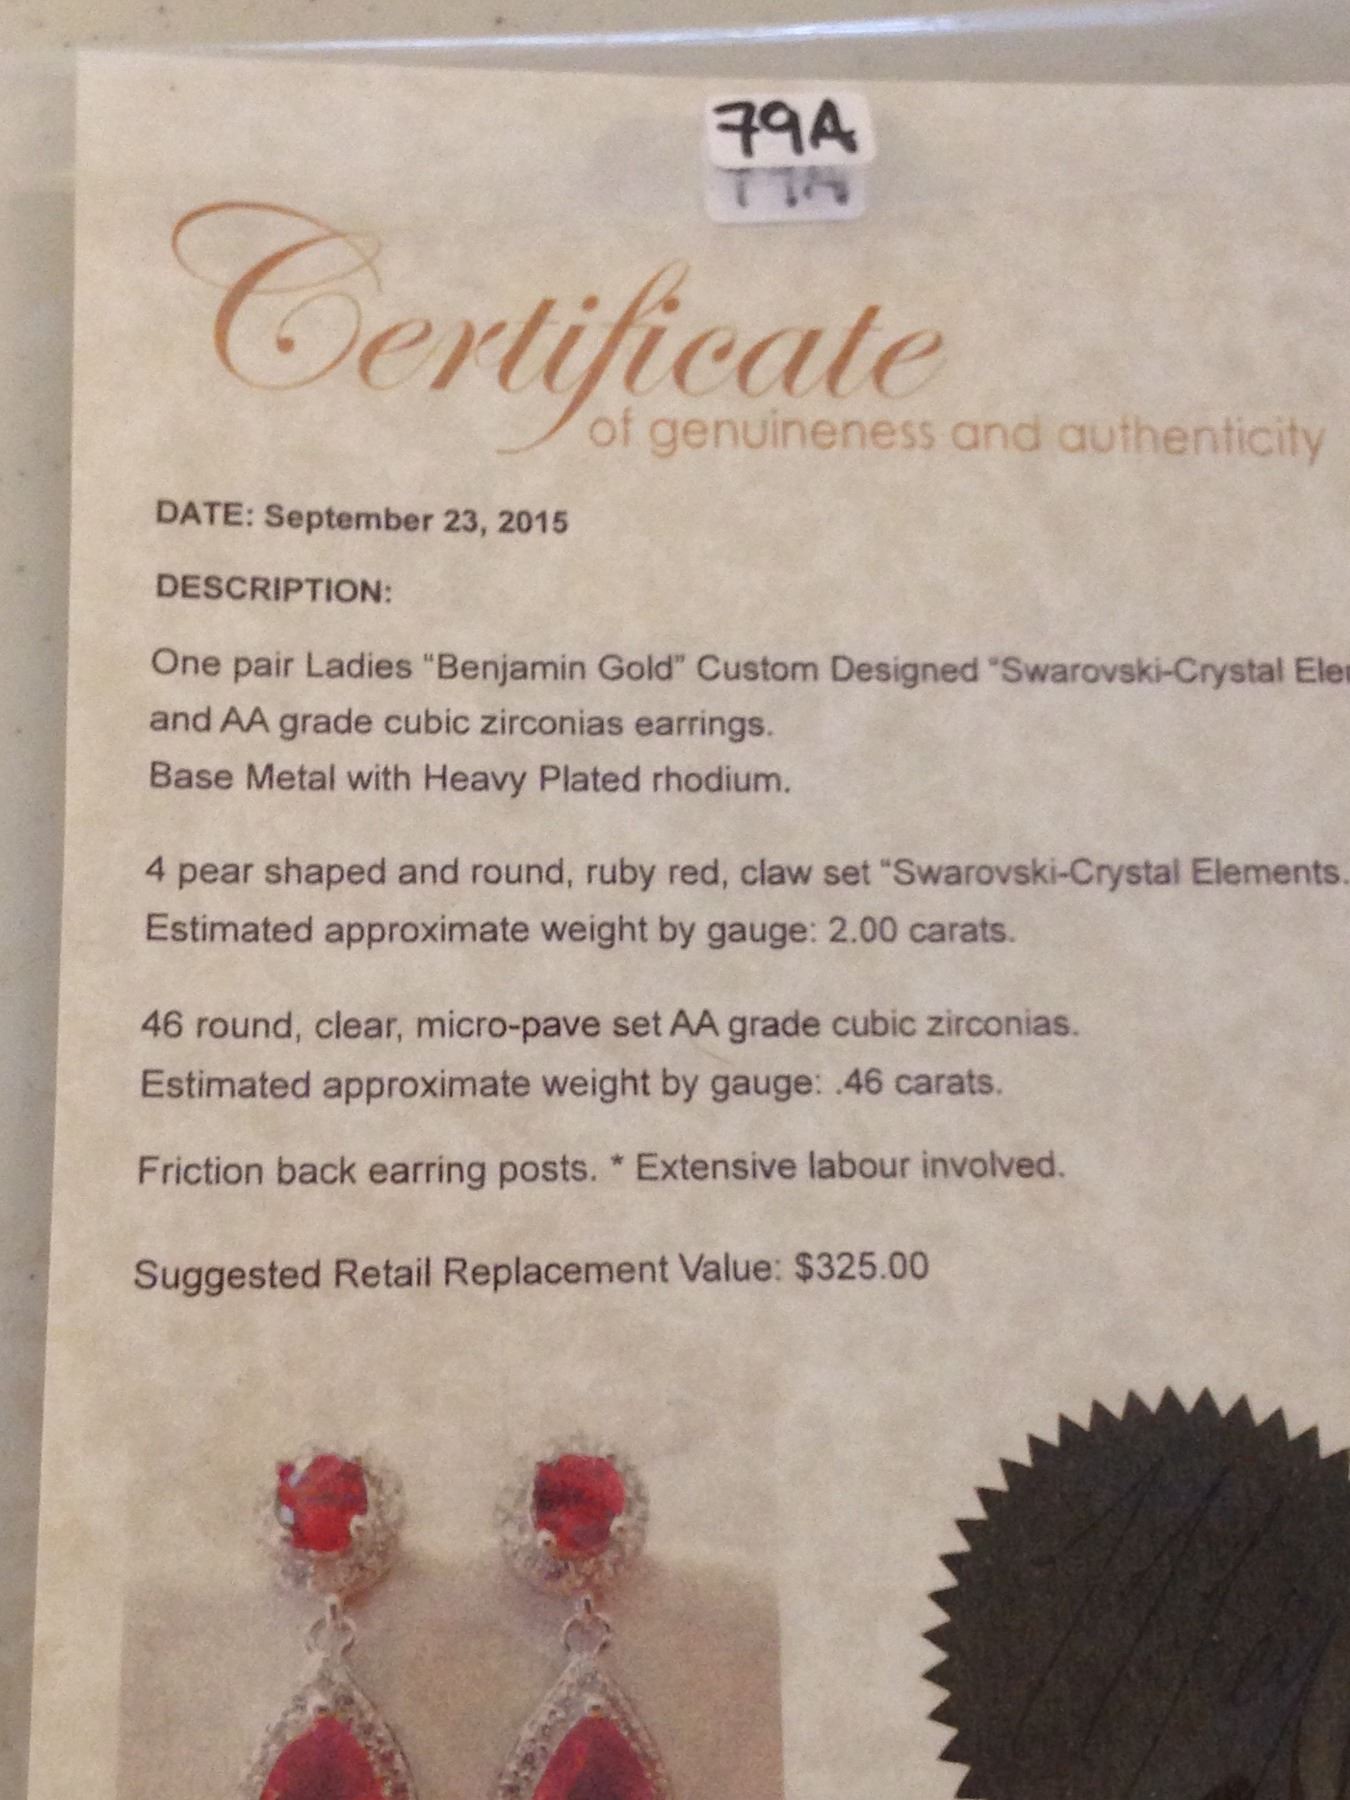 79A
Certificate
of genuineness and authenticity
DATE: September 23, 2015
DESCRIPTION:
One pair Ladies “Benjamin Gold” Custom Designed “Swarovski-Crystal
and AA grade cubic zirconias earrings.
Base Metal with Heavy Plated rhodium.
4 pear shaped and round, ruby red, claw set “Swarovski-Crystal Elements.
Estimated approximate weight by gauge: 2.00 carats.
46 round, clear, micro-pave set AA grade cubic zirconias.
Estimated approximate weight by gauge: .46 carats.
Friction back earring posts. * Extensive labour involved.
Suggested Retail Replacement Value: $325.00